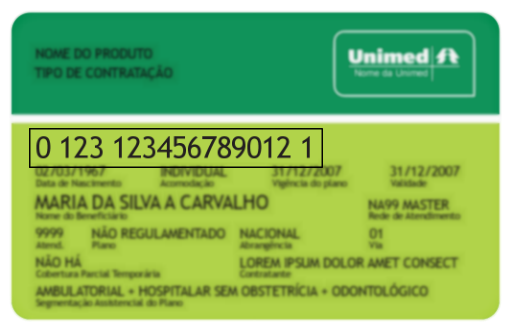 NOME DO PRODUTO
TIPO DE CONTRATAÇÃO
Unimed
Nome da Unimed
0 123 123456789012 1
02/03/1967 INDIVIDUAL 31/12/2007 31/12/2007
Data de Nascimento Acomodação Vigência do plano Validade
MARIA DA SILVA A CARVALHO NA99 MASTER
Nome do Beneficiário Rede de Atendimento
9999 NÃO REGULAMENTADO NACIONAL 01
Atend. Plano Abrangência Via
NÃO HÁ LOREM IPSUM DOLOR AMET CONSECT
Cobertura Parcial Temporária Contratante
AMBULATORIAL + HOSPITALAR SEM OBSTETRÍCIA + ODONTOLÓGICO
Segmentação Assistencial do Plano